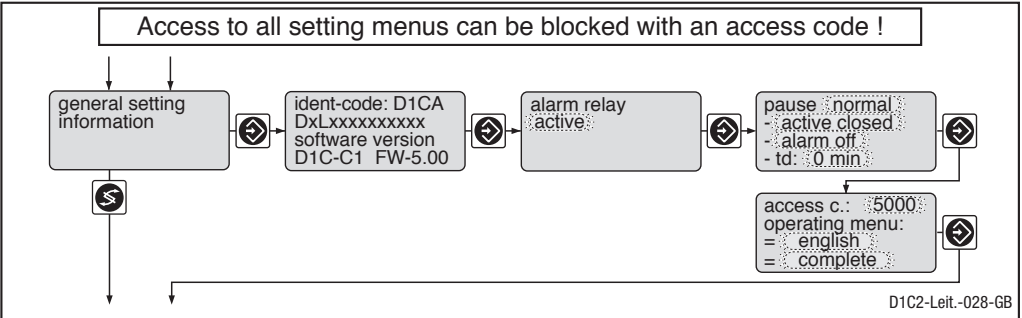 Access to all setting menus can be blocked with an access code !
general setting
information
ident-code: D1CA
DxLxxxxxxxxxx
software version
D1C-C1 FW-5.00
alarm relay
active
pause normal
- active closed
- alarm off
- td: 0 min
access c.: 5000
operating menu:
= english
= complete
D1C2-Leit.-028-GB